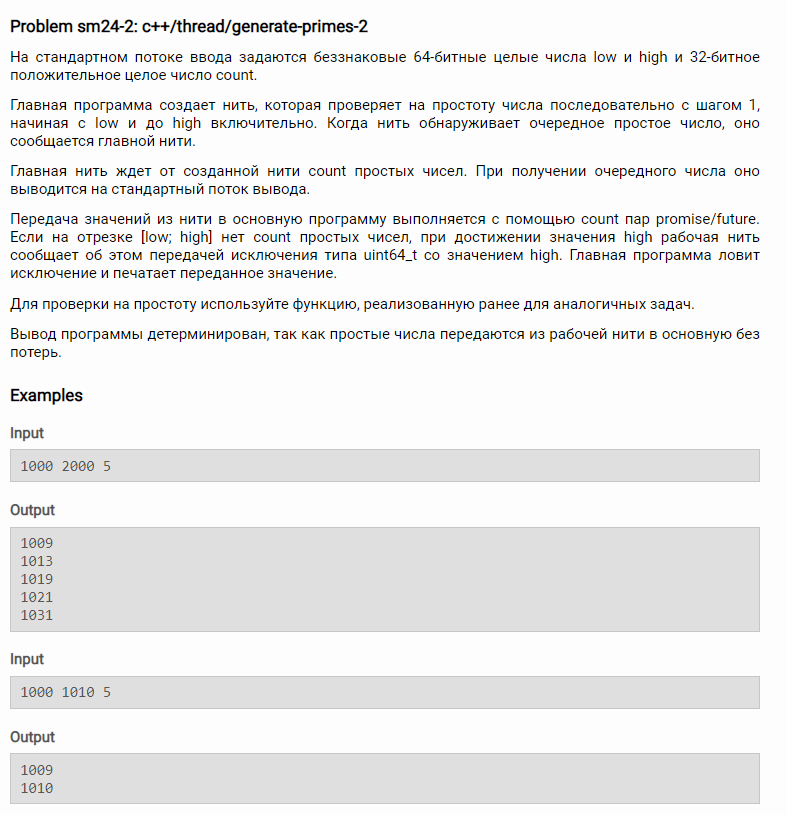 Problem sm24-2: c++/thread/generate-primes-2
На стандартном потоке ввода задаются беззнаковые 64-битные целые числа low и high и 32-битное
положительное целое число count.
Главная программа создает нить, которая проверяет на простоту числа последовательно с шагом 1,
начиная с low и до high включительно. Когда нить обнаруживает очередное простое число, оно
сообщается главной нити.
Главная нить ждет от созданной нити count простых чисел. При получении очередного числа оно
выводится на стандартный поток вывода.
Передача значений из нити в основную программу выполняется с помощью count пар promise/future.
Если на отрезке [low; high] нет count простых чисел, при достижении значения high рабочая нить
сообщает об этом передачей исключения типа uint64_t со значением high. Главная программа ловит
исключение и печатает переданное значение.
Для проверки на простоту используйте функцию, реализованную ранее для аналогичных задач.
Вывод программы детерминирован, так как простые числа передаются из рабочей нити в основную без
потерь.
Examples
Input
1000 2000 5
Output
1009
1013
1019
1021
1031
Input
1000 1010 5
Output
1009
1010